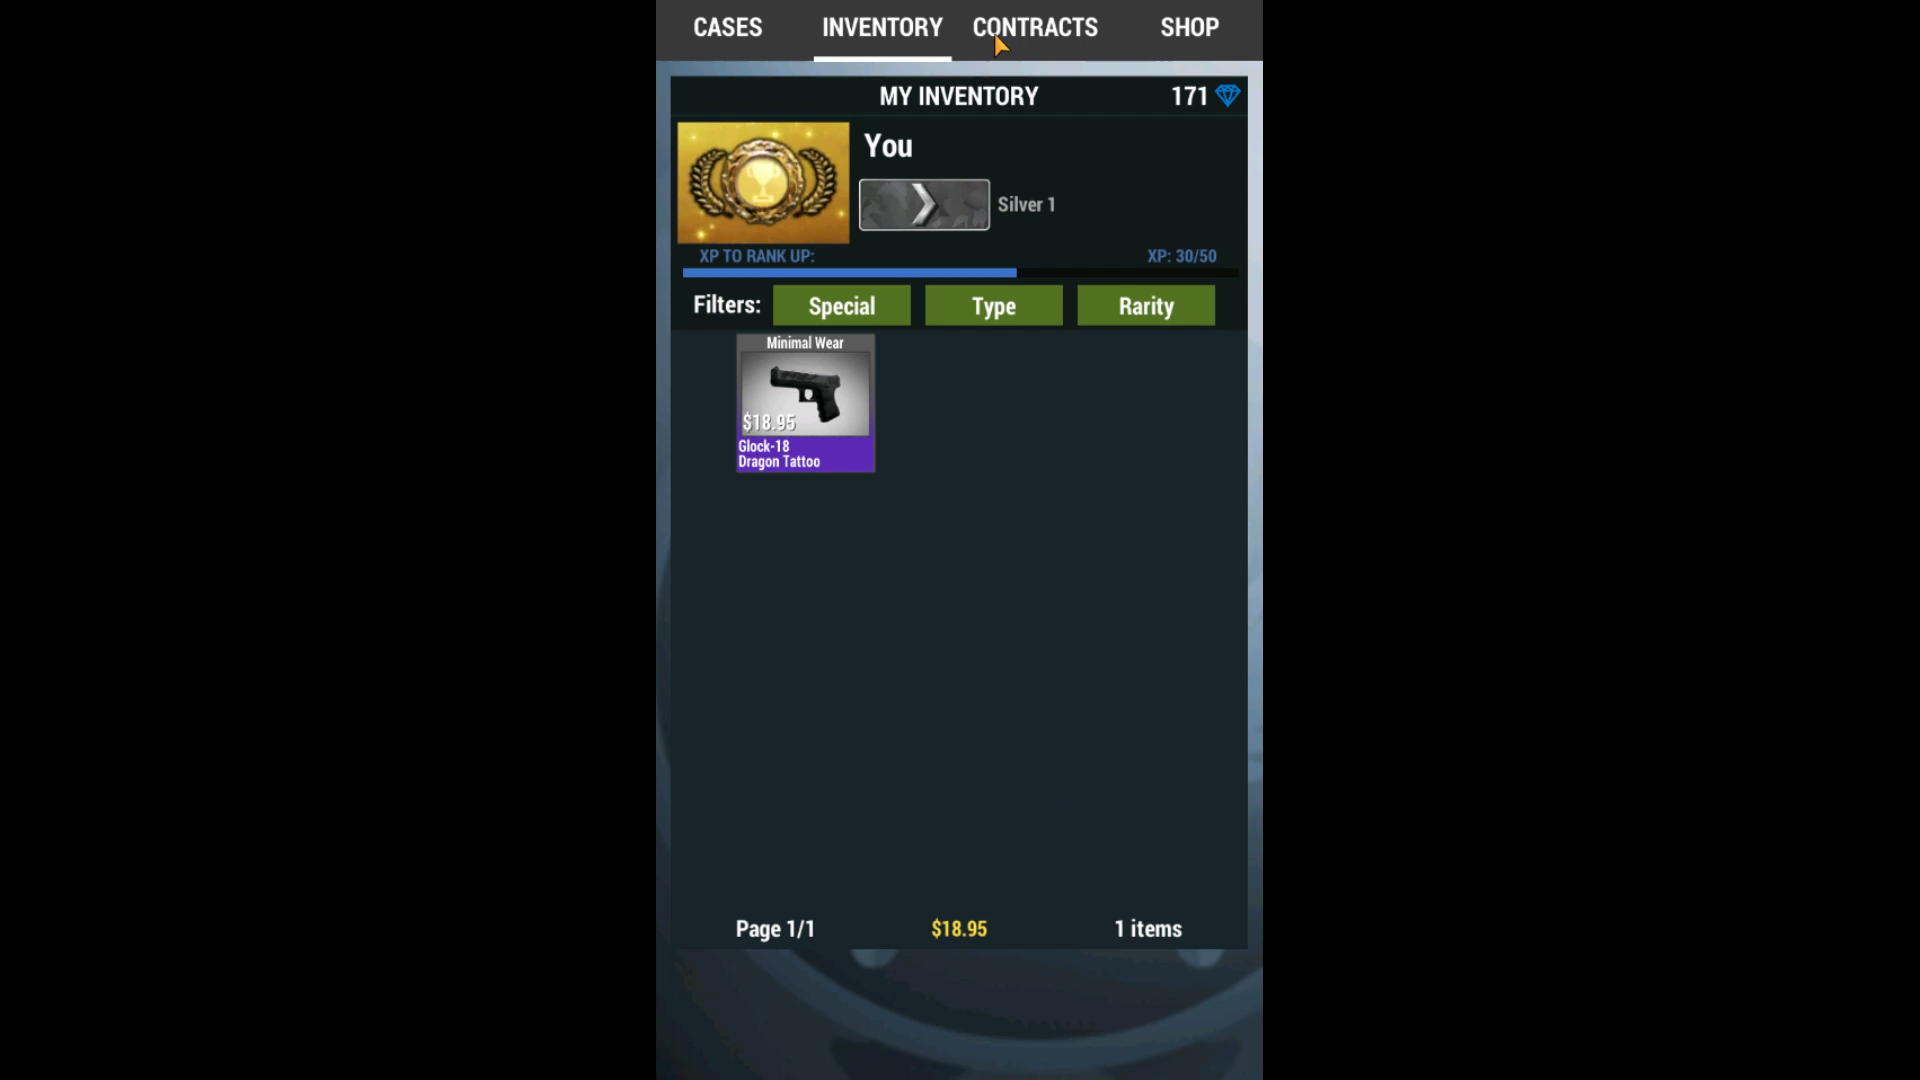 CASES INVENTORY CONTRACTS SHOP
MY INVENTORY 171
You
Silver 1
XP TO RANK UP: XP: 30/50
Filters: Special Type Rarity
Minimal Wear
$18.95
Glock-18
Dragon Tattoo
Page 1/1 $18.95 1 items